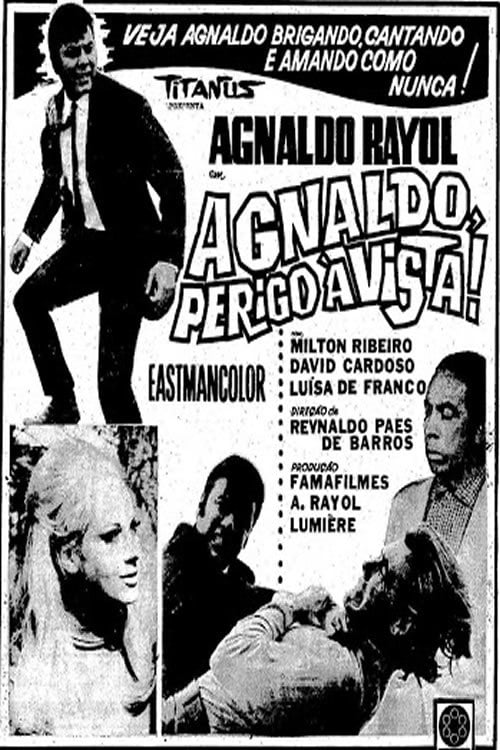 VEJA AGNALDO BRIGANDO, CANTANDO
E AMANDO COMO
NUNCA!
TITANUS
APRESENTA
AGNALDO RAYOL
em
AGNALDO,
PERIGO À VISTA!
EASTMANCOLOR
com
MILTON RIBEIRO
DAVID CARDOSO
LUÍSA DE FRANCO
DIREÇÃO de
REYNALDO PAES
DE BARROS
PRODUÇÃO
FAMAFILMES
A. RAYOL
LUMIÈRE